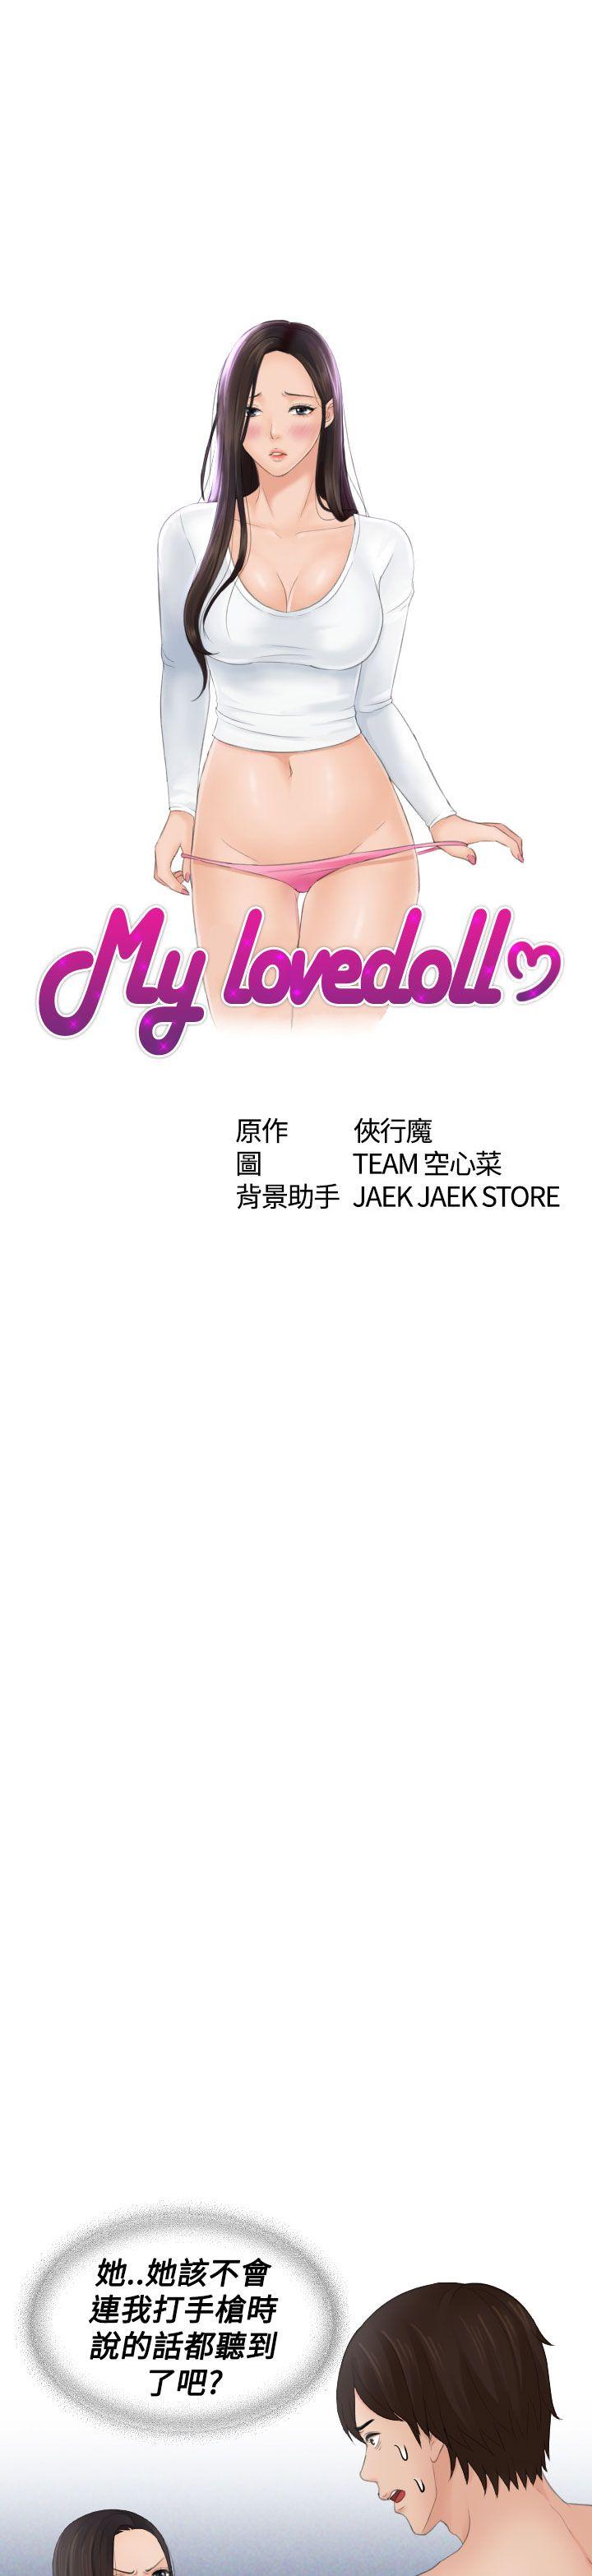 My lovedoll
原作 俠行魔
圖 TEAM 空心菜
背景助手 JAEK JAEK STORE
她..她該不會
連我打手槍時
說的話都聽到
了吧?